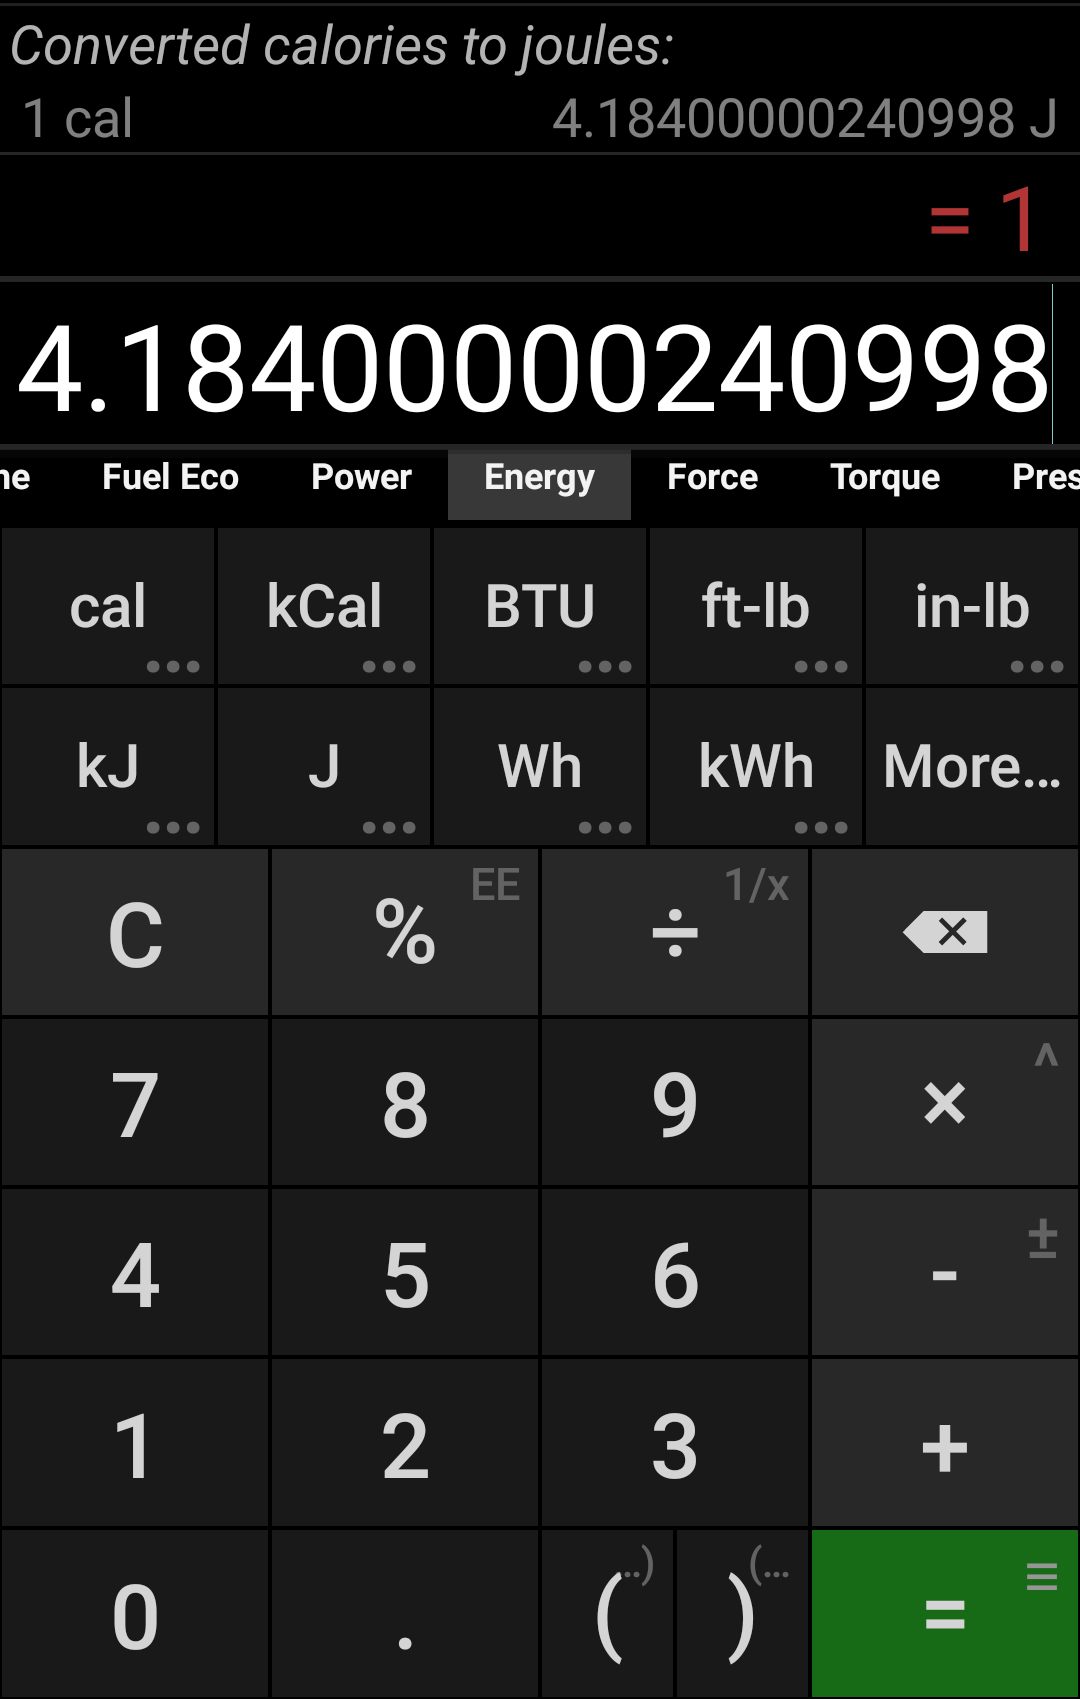 Converted calories to joules:
1 cal 4.18400000240998 J
= 1
4.18400000240998
ne Fuel Eco Power Energy Force Torque Pres
cal kCal BTU ft-lb in-lb
kJ J Wh kWh More...
C % EE ÷ 1/x
7 8 9 × ^
4 5 6 - ±
1 2 3 +
0 . ( ..) ) (... = ≡